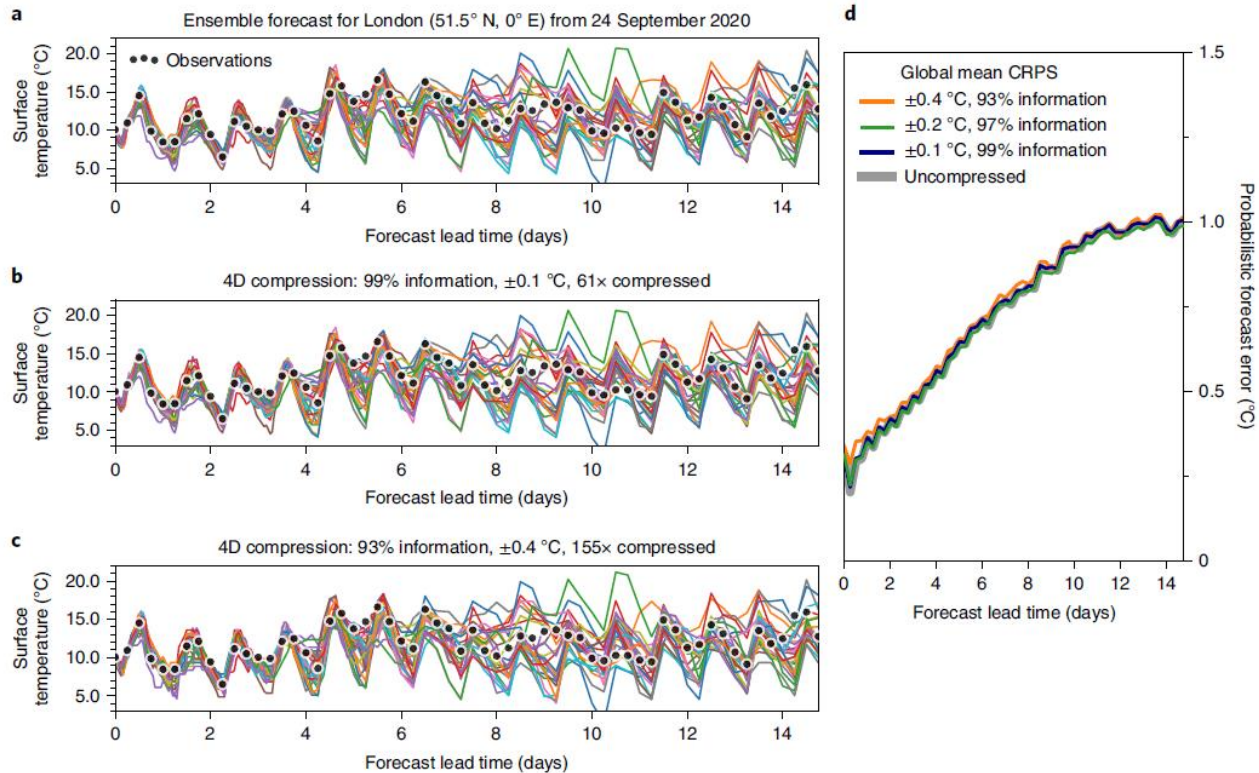 a
Ensemble forecast for London (51.5° N, 0° E) from 24 September 2020
Surface
temperature (°C)
20.0
15.0
10.0
5.0
Observations
0 2 4 6 8 10 12 14
Forecast lead time (days)
b
4D compression: 99% information, ±0.1 °C, 61× compressed
Surface
temperature (°C)
20.0
15.0
10.0
5.0
0 2 4 6 8 10 12 14
Forecast lead time (days)
c
4D compression: 93% information, ±0.4 °C, 155× compressed
Surface
temperature (°C)
20.0
15.0
10.0
5.0
0 2 4 6 8 10 12 14
Forecast lead time (days)
d
Global mean CRPS
±0.4 °C, 93% information
±0.2 °C, 97% information
±0.1 °C, 99% information
Uncompressed
1.5
1.0
0.5
0
Probabilistic forecast error (°C)
0 2 4 6 8 10 12 14
Forecast lead time (days)